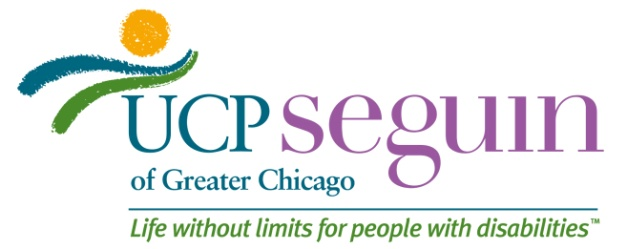 UCP seguin
of Greater Chicago
Life without limits for people with disabilities™